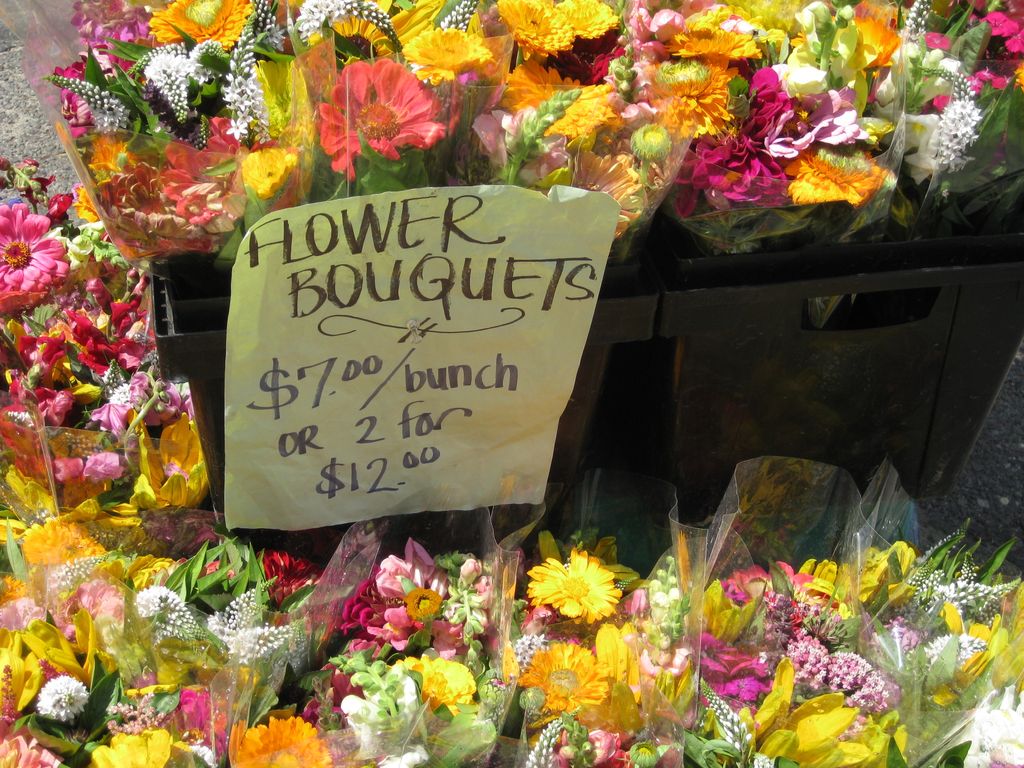 FLOWER
BOUQUETS
$7.00/bunch
OR 2 for
$12.00